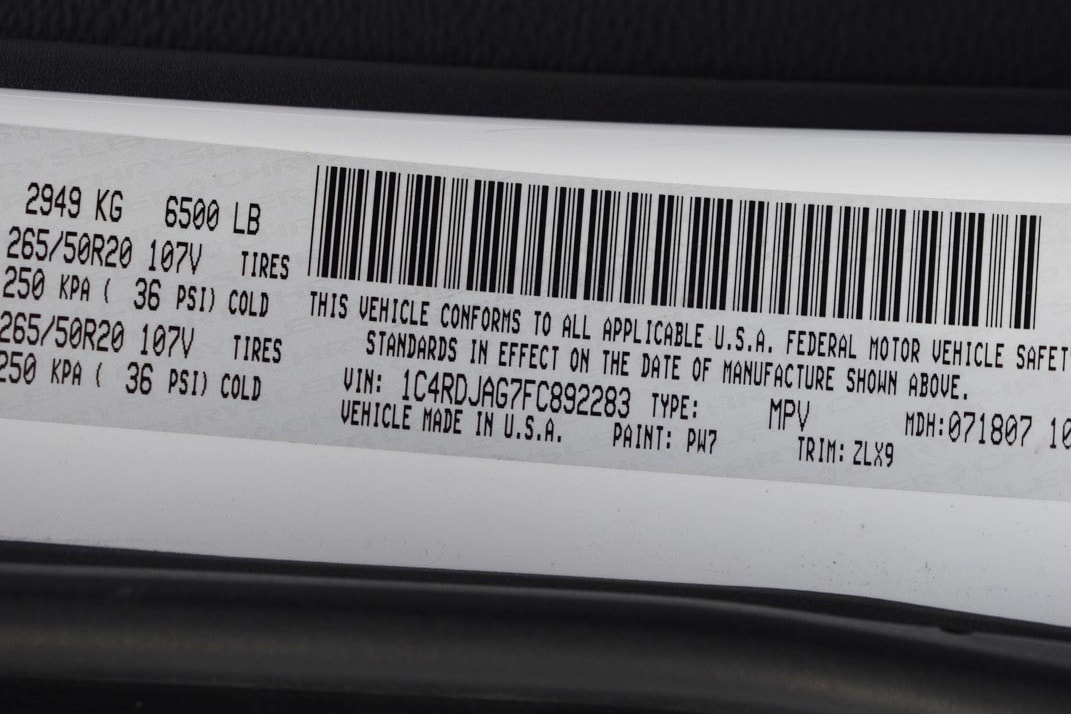 2949 KG 6500 LB
265/50R20 107V TIRES
250 KPA ( 36 PSI) COLD
265/50R20 107V TIRES
250 KPA ( 36 PSI) COLD
THIS VEHICLE CONFORMS TO ALL APPLICABLE U.S.A. FEDERAL MOTOR VEHICLE SAFET
STANDARDS IN EFFECT ON THE DATE OF MANUFACTURE SHOWN ABOVE.
VIN: 1C4RDJAG7FC892283 TYPE: MPV MDH:071807 10
VEHICLE MADE IN U.S.A. PAINT: PW7 TRIM: ZLX9